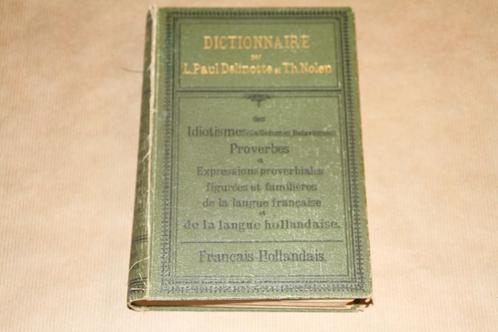 DICTIONNAIRE
PAR
L. Paul Delinotte et Th. Nolen
des
Idiotismes
Proverbes
et
Expressions proverbiales
figurées et familières
de la langue française
et
de la langue hollandaise.
Français-Hollandais.